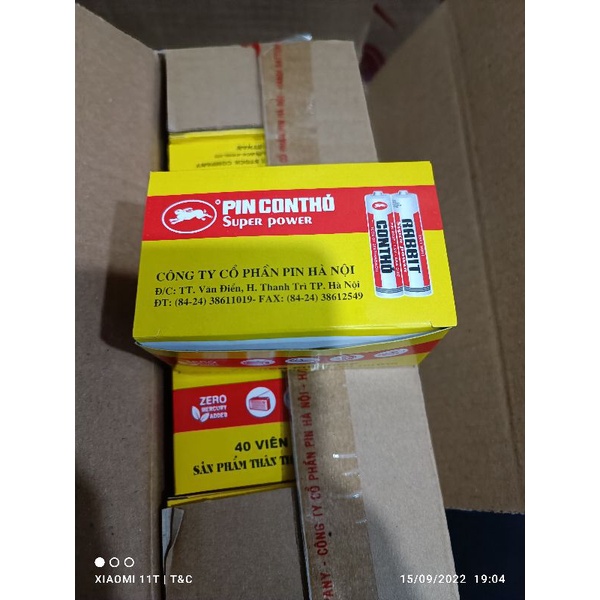 PIN CONTHỎ
SUPER POWER
CÔNG TY CỔ PHẦN PIN HÀ NỘI
Đ/C: TT. Văn Điển, H. Thanh Trì TP. Hà Nội
ĐT: (84-24) 38611019- FAX: (84-24) 38612549
CONTHỎ
RABBIT
ZERO
MERCURY
ADDED
40 VIÊN
SẢN PHẨM THÂN TH
PANY - CÔNG TY CỔ PHẦN PIN HÀ NỘI - H
XIAOMI 11T | T&C
15/09/2022 19:04